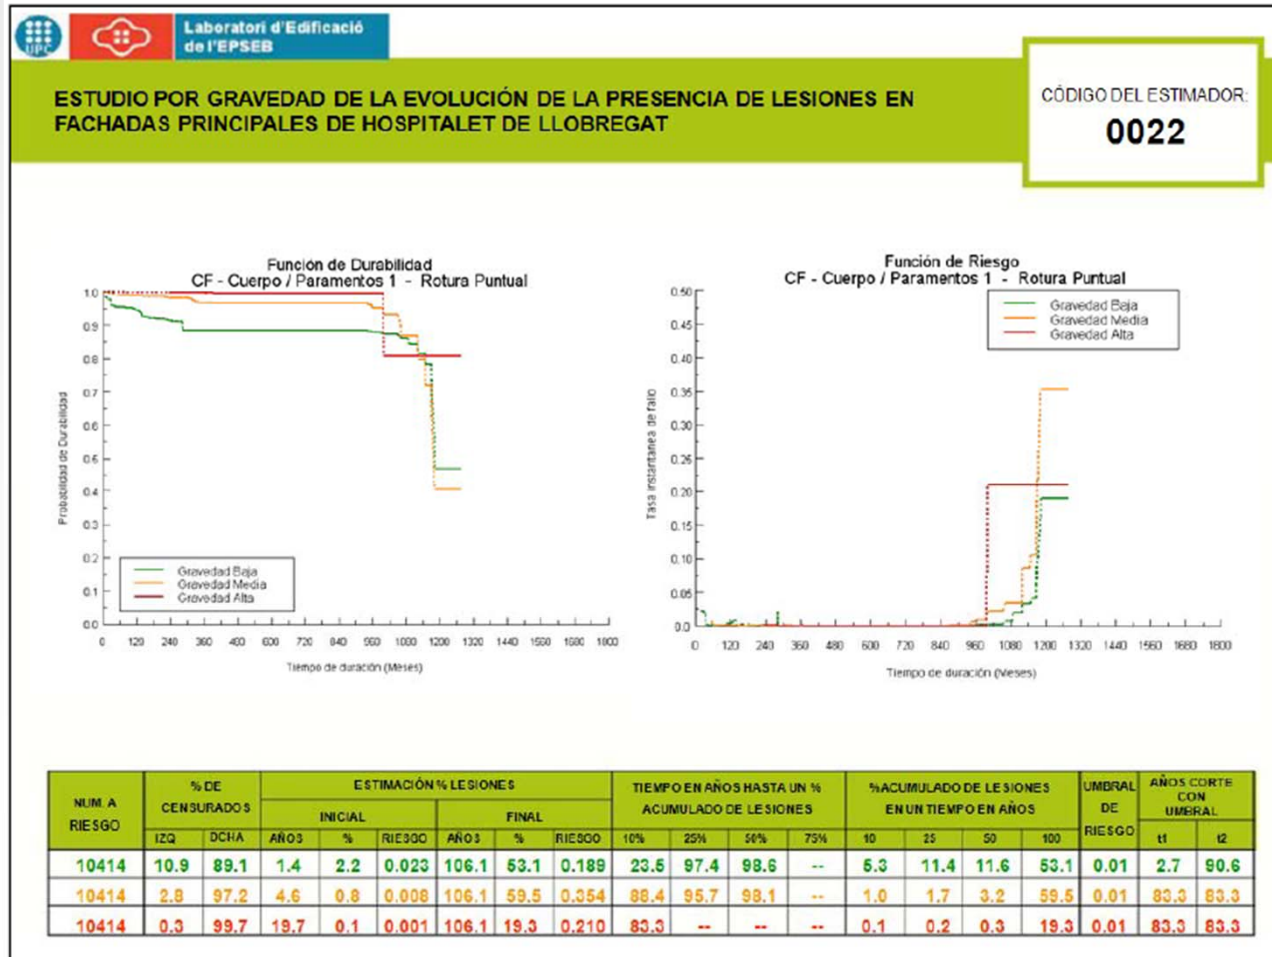 UPC
Laboratori d'Edificació
de l'EPSEB
ESTUDIO POR GRAVEDAD DE LA EVOLUCIÓN DE LA PRESENCIA DE LESIONES EN
FACHADAS PRINCIPALES DE HOSPITALET DE LLOBREGAT
CÓDIGO DEL ESTIMADOR:
0022
Función de Durabilidad
CF - Cuerpo / Paramentos 1 - Rotura Puntual
Probabilidad de Durabilidad
1.0
0.9
0.8
0.7
0.6
0.5
0.4
0.3
0.2
0.1
0.0
Gravedad Baja
Gravedad Media
Gravedad Alta
0 120 240 360 480 600 720 840 960 1080 1200 1320 1440 1560 1680 1800
Tiempo de duración (Meses)
Función de Riesgo
CF - Cuerpo / Paramentos 1 - Rotura Puntual
Tasa instantanea de fallo
0.50
0.45
0.40
0.35
0.30
0.25
0.20
0.15
0.10
0.05
0.0
Gravedad Baja
Gravedad Media
Gravedad Alta
0 120 240 360 480 600 720 840 960 1080 1200 1320 1440 1560 1680 1800
Tiempo de duración (Meses)
NUM. A RIESGO % DE CENSURADOS ESTIMACIÓN % LESIONES TIEMPO EN AÑOS HASTA UN % ACUMULADO DE LESIONES %ACUMULADO DE LESIONES EN UN TIEMPO EN AÑOS UMBRAL DE RIESGO AÑOS CORTE CON UMBRAL
INICIAL FINAL
IZQ DCHA AÑOS % RIESGO AÑOS % RIESGO 10% 25% 50% 75% 10 25 50 100 t1 t2
10414 10.9 89.1 1.4 2.2 0.023 106.1 53.1 0.189 23.5 97.4 98.6 -- 5.3 11.4 11.6 53.1 0.01 2.7 90.6
10414 2.8 97.2 4.6 0.8 0.008 106.1 59.5 0.354 88.4 95.7 98.1 -- 1.0 1.7 3.2 59.5 0.01 83.3 83.3
10414 0.3 99.7 19.7 0.1 0.001 106.1 19.3 0.210 83.3 -- -- -- 0.1 0.2 0.3 19.3 0.01 83.3 83.3